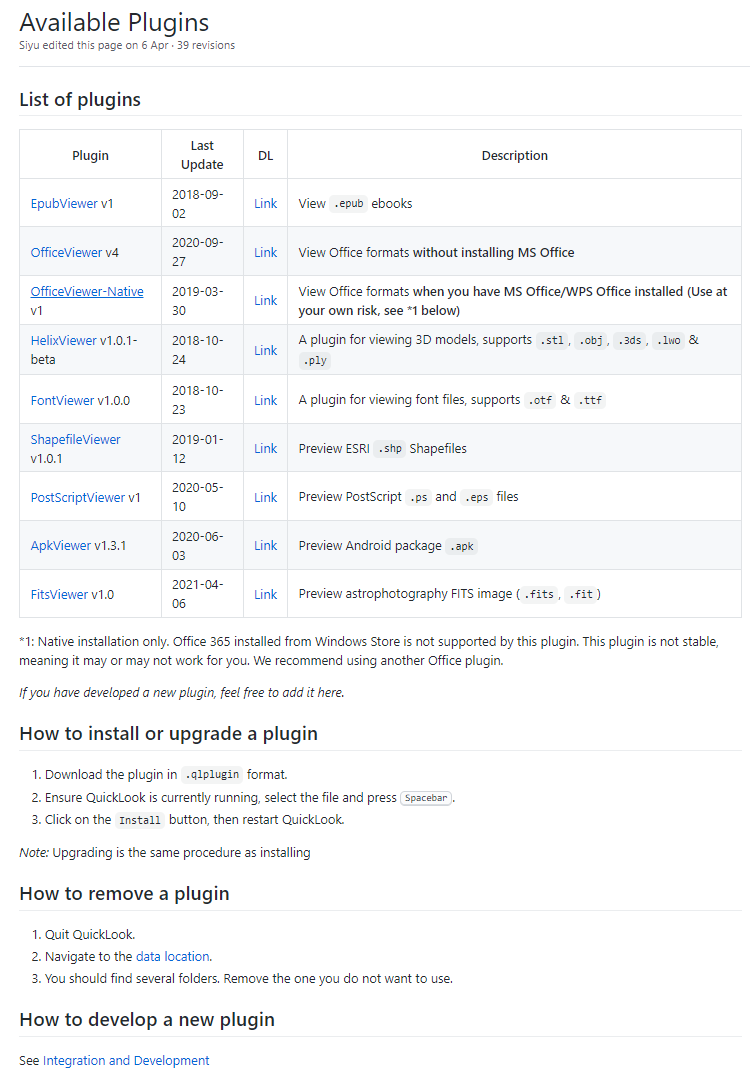 Available Plugins
Siyu edited this page on 6 Apr · 39 revisions
List of plugins
Plugin Last Update DL Description
EpubViewer v1 2018-09-02 Link View .epub ebooks
OfficeViewer v4 2020-09-27 Link View Office formats without installing MS Office
OfficeViewer-Native v1 2019-03-30 Link View Office formats when you have MS Office/WPS Office installed (Use at your own risk, see *1 below)
HelixViewer v1.0.1-beta 2018-10-24 Link A plugin for viewing 3D models, supports .stl, .obj, .3ds, .lwo & .ply
FontViewer v1.0.0 2018-10-23 Link A plugin for viewing font files, supports .otf & .ttf
ShapefileViewer v1.0.1 2019-01-12 Link Preview ESRI .shp Shapefiles
PostScriptViewer v1 2020-05-10 Link Preview PostScript .ps and .eps files
ApkViewer v1.3.1 2020-06-03 Link Preview Android package .apk
FitsViewer v1.0 2021-04-06 Link Preview astrophotography FITS image ( .fits, .fit )
*1: Native installation only. Office 365 installed from Windows Store is not supported by this plugin. This plugin is not stable,
meaning it may or may not work for you. We recommend using another Office plugin.
If you have developed a new plugin, feel free to add it here.
How to install or upgrade a plugin
1. Download the plugin in .qlplugin format.
2. Ensure QuickLook is currently running, select the file and press Spacebar.
3. Click on the Install button, then restart QuickLook.
Note: Upgrading is the same procedure as installing
How to remove a plugin
1. Quit QuickLook.
2. Navigate to the data location.
3. You should find several folders. Remove the one you do not want to use.
How to develop a new plugin
See Integration and Development